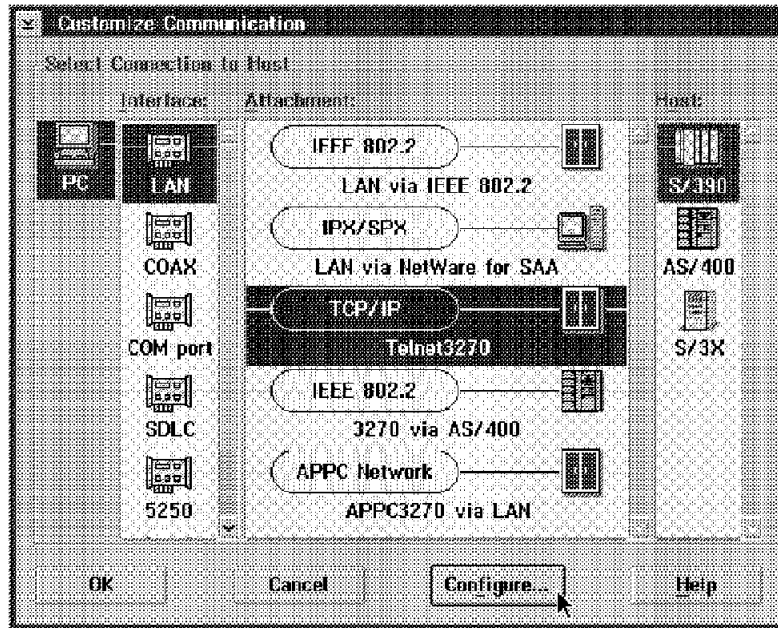 Customize Communication
Select Connection to Host
Interface: Attachment: Host:
IEEE 802.2
PC LAN LAN via IEEE 802.2 S/390
IPX/SPX
COAX LAN via NetWare for SAA AS/400
TCP/IP
COM port Telnet3270 S/3X
IEEE 802.2
SDLC 3270 via AS/400
APPC Network
5250 APPC3270 via LAN
OK Cancel Configure... Help